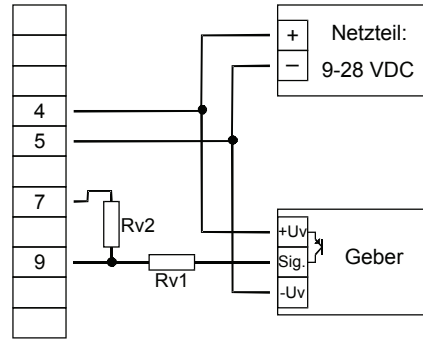 +
Netzteil:
−
9-28 VDC
4
5
7
Rv2
+Uv
9
Sig.
Geber
Rv1
-Uv